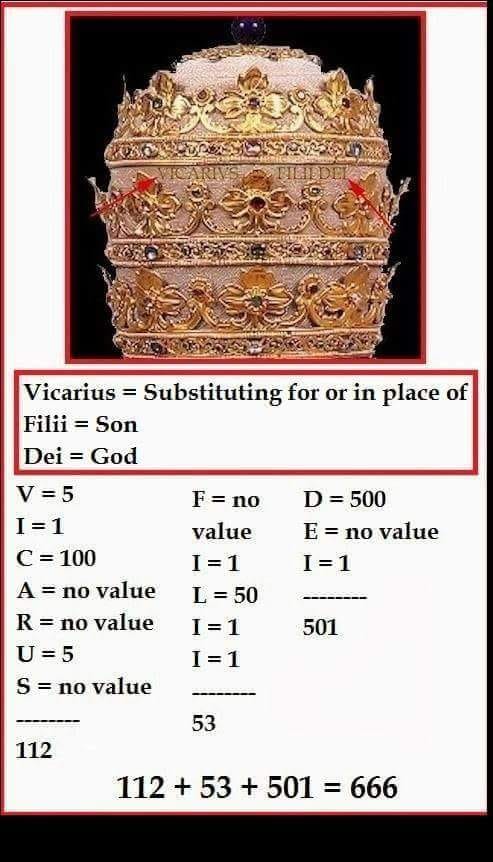 VICARIVS FILII DEI
Vicarius = Substituting for or in place of
Filii = Son
Dei = God
V = 5
I = 1
C = 100
A = no value
R = no value
U = 5
S = no value
--------
112
F = no
value
I = 1
L = 50
I = 1
I = 1
--------
53
D = 500
E = no value
I = 1
--------
501
112 + 53 + 501 = 666